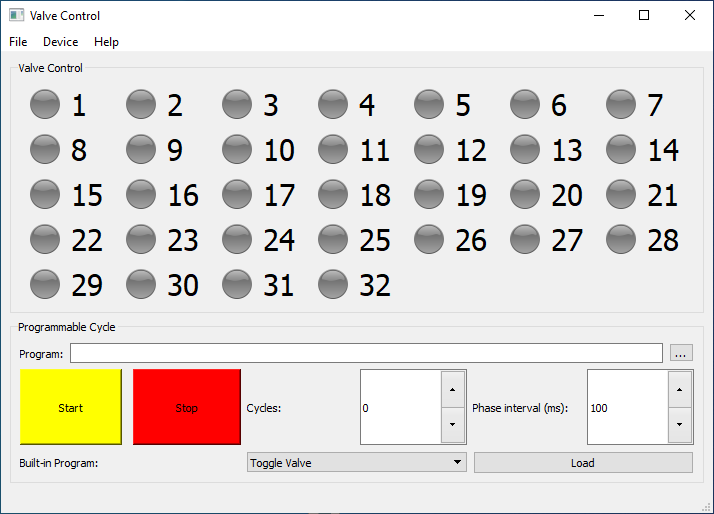 Valve Control
File Device Help
Valve Control
1 2 3 4 5 6 7
8 9 10 11 12 13 14
15 16 17 18 19 20 21
22 23 24 25 26 27 28
29 30 31 32
Programmable Cycle
Program: ...
Start Stop Cycles: 0 Phase interval (ms): 100
Built-in Program: Toggle Valve Load